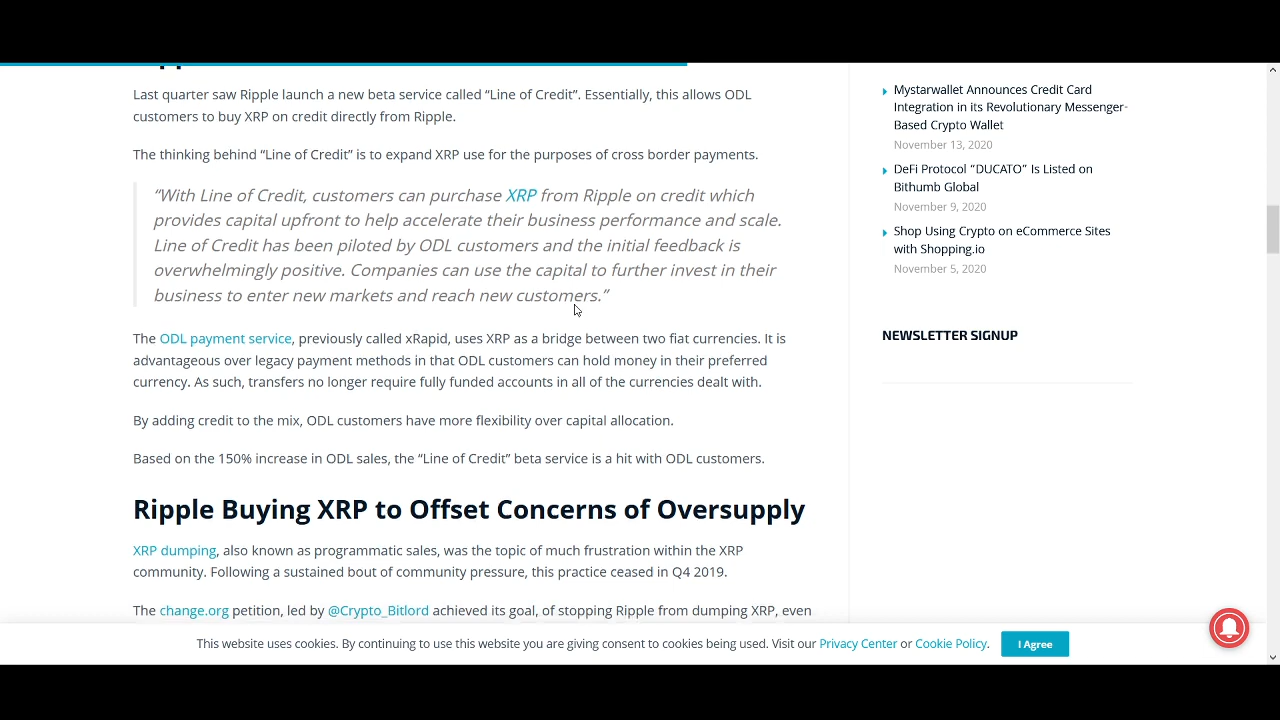 Last quarter saw Ripple launch a new beta service called “Line of Credit”. Essentially, this allows ODL
customers to buy XRP on credit directly from Ripple.
The thinking behind “Line of Credit” is to expand XRP use for the purposes of cross border payments.
“With Line of Credit, customers can purchase XRP from Ripple on credit which
provides capital upfront to help accelerate their business performance and scale.
Line of Credit has been piloted by ODL customers and the initial feedback is
overwhelmingly positive. Companies can use the capital to further invest in their
business to enter new markets and reach new customers.”
The ODL payment service, previously called xRapid, uses XRP as a bridge between two fiat currencies. It is
advantageous over legacy payment methods in that ODL customers can hold money in their preferred
currency. As such, transfers no longer require fully funded accounts in all of the currencies dealt with.
By adding credit to the mix, ODL customers have more flexibility over capital allocation.
Based on the 150% increase in ODL sales, the “Line of Credit” beta service is a hit with ODL customers.
Ripple Buying XRP to Offset Concerns of Oversupply
XRP dumping, also known as programmatic sales, was the topic of much frustration within the XRP
community. Following a sustained bout of community pressure, this practice ceased in Q4 2019.
The change.org petition, led by @Crypto_Bitlord achieved its goal, of stopping Ripple from dumping XRP, even
Mystarwallet Announces Credit Card
Integration in its Revolutionary Messenger-
Based Crypto Wallet
November 13, 2020
DeFi Protocol “DUCATO” Is Listed on
Bithumb Global
November 9, 2020
Shop Using Crypto on eCommerce Sites
with Shopping.io
November 5, 2020
NEWSLETTER SIGNUP
This website uses cookies. By continuing to use this website you are giving consent to cookies being used. Visit our Privacy Center or Cookie Policy.
I Agree